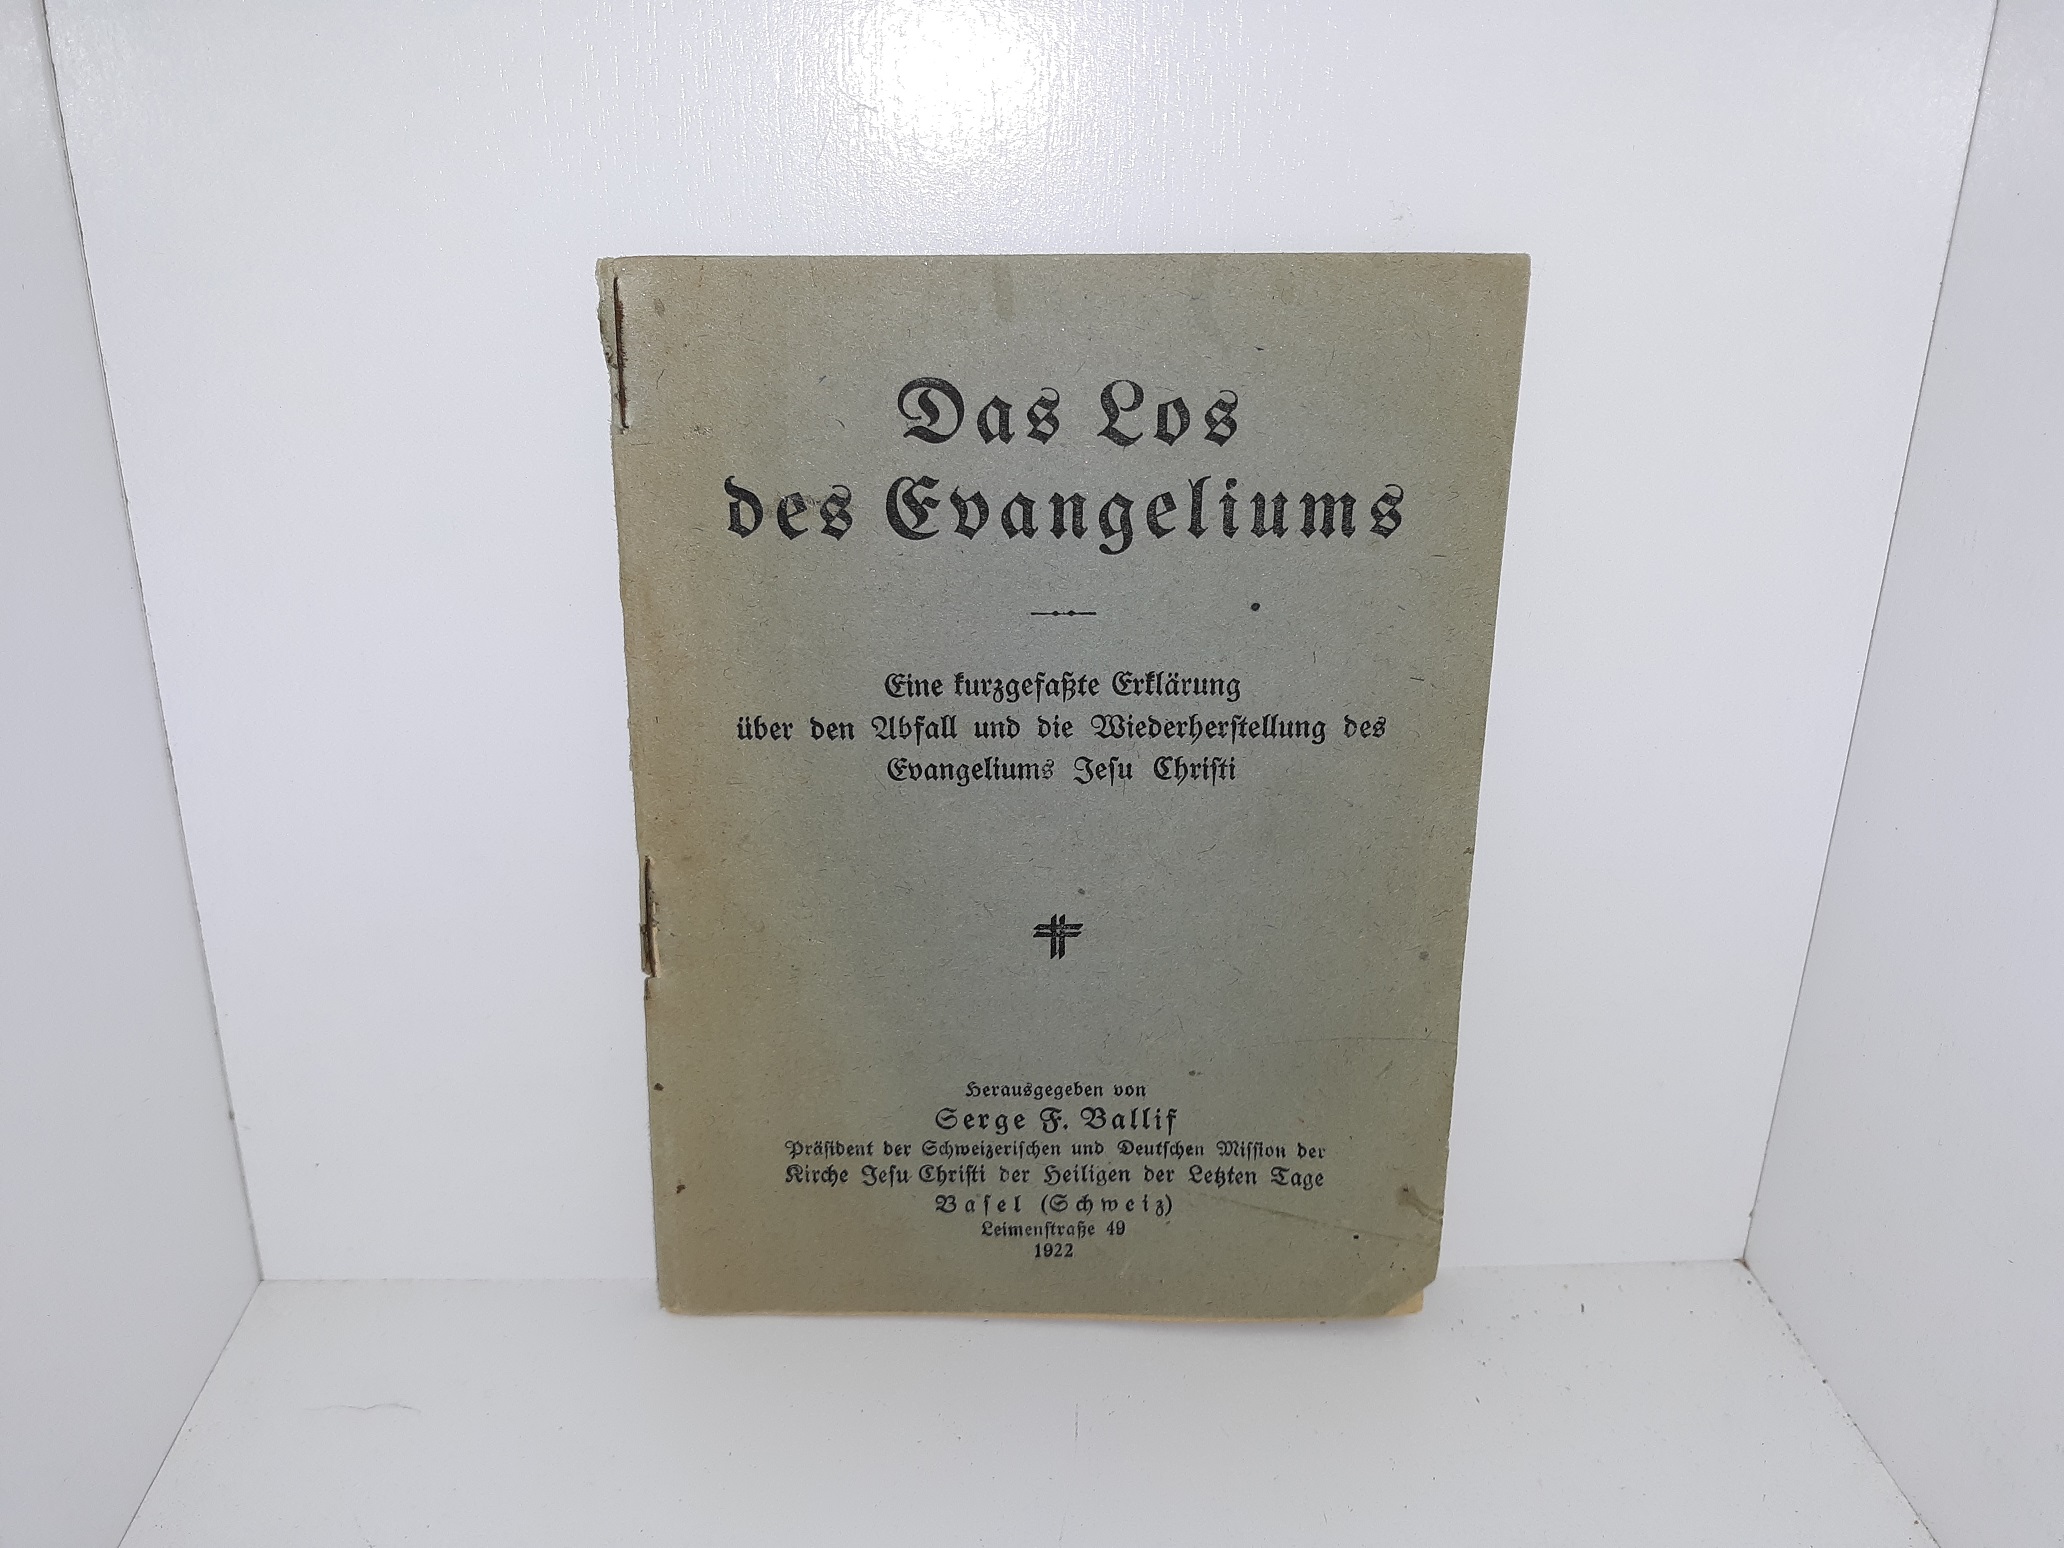 Das Los
des Evangeliums
Eine kurzgefaßte Erklärung
über den Abfall und die Wiederherſtellung des
Evangeliums Jeſu Chriſti
Herausgegeben von
Serge F. Ballif
Präſident der Schweizeriſchen und Deutſchen Miſſion der
Kirche Jeſu Chriſti der Heiligen der Letzten Tage
Baſel (Schweiz)
Leimenſtraße 49
1922